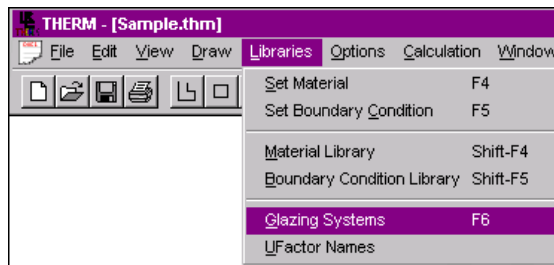 THERM - [Sample.thm]
File Edit View Draw Libraries Options Calculation Window
Set Material F4
Set Boundary Condition F5
Material Library Shift-F4
Boundary Condition Library Shift-F5
Glazing Systems F6
UFactor Names